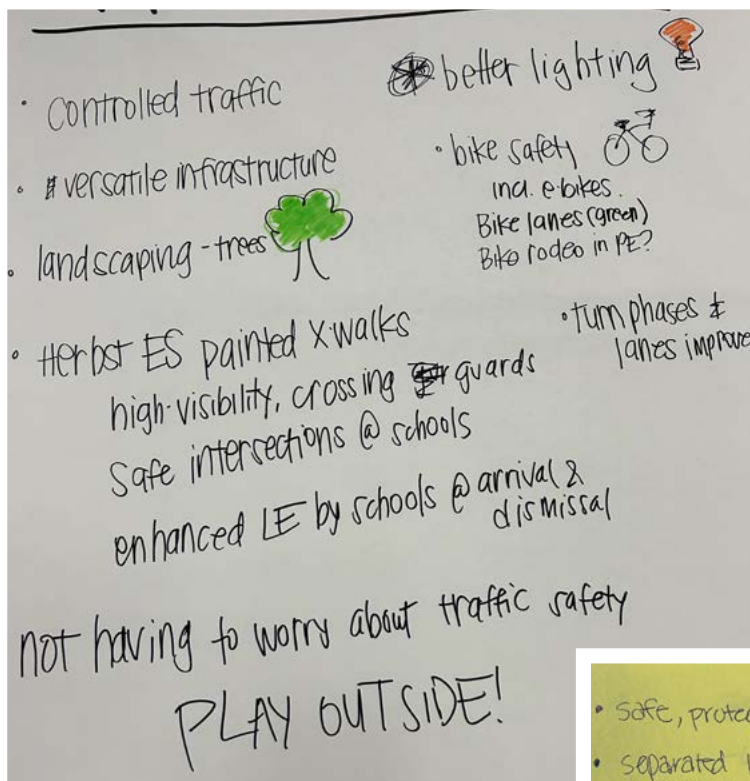 • controlled traffic
• versatile infrastructure
• landscaping - trees
• Herbst ES painted Xwalks
high-visibility, crossing guards
Safe intersections @ schools
enhanced LE by schools @ arrival &
dismissal
better lighting
• bike safety
incl. e-bikes.
Bike lanes (green)
Bike rodeo in PE?
• turn phases &
lanes improve
not having to worry about traffic safety
PLAY OUTSIDE!
• safe,
• separated